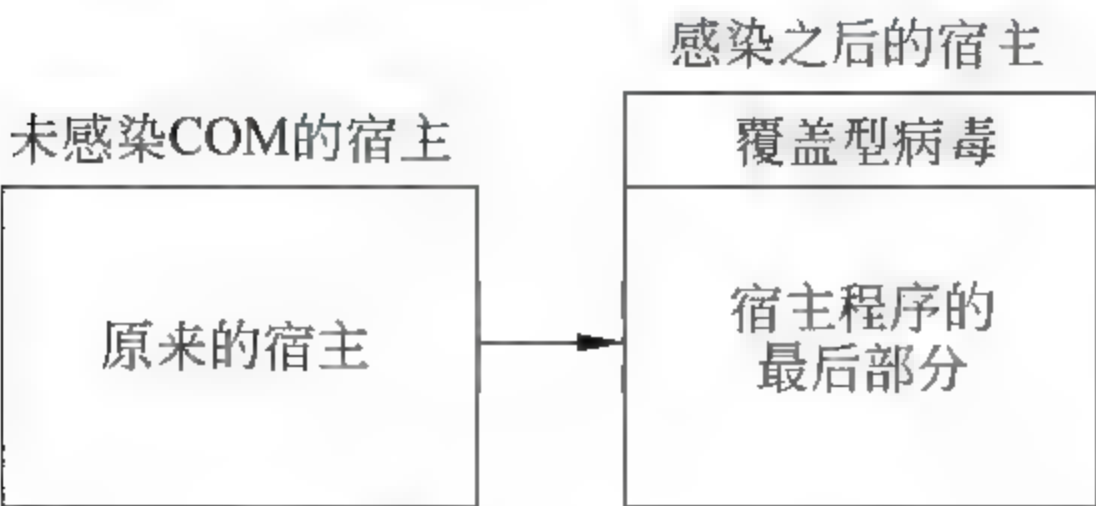 感染之后的宿主
未感染COM的宿主
覆盖型病毒
原来的宿主
宿主程序的
最后部分